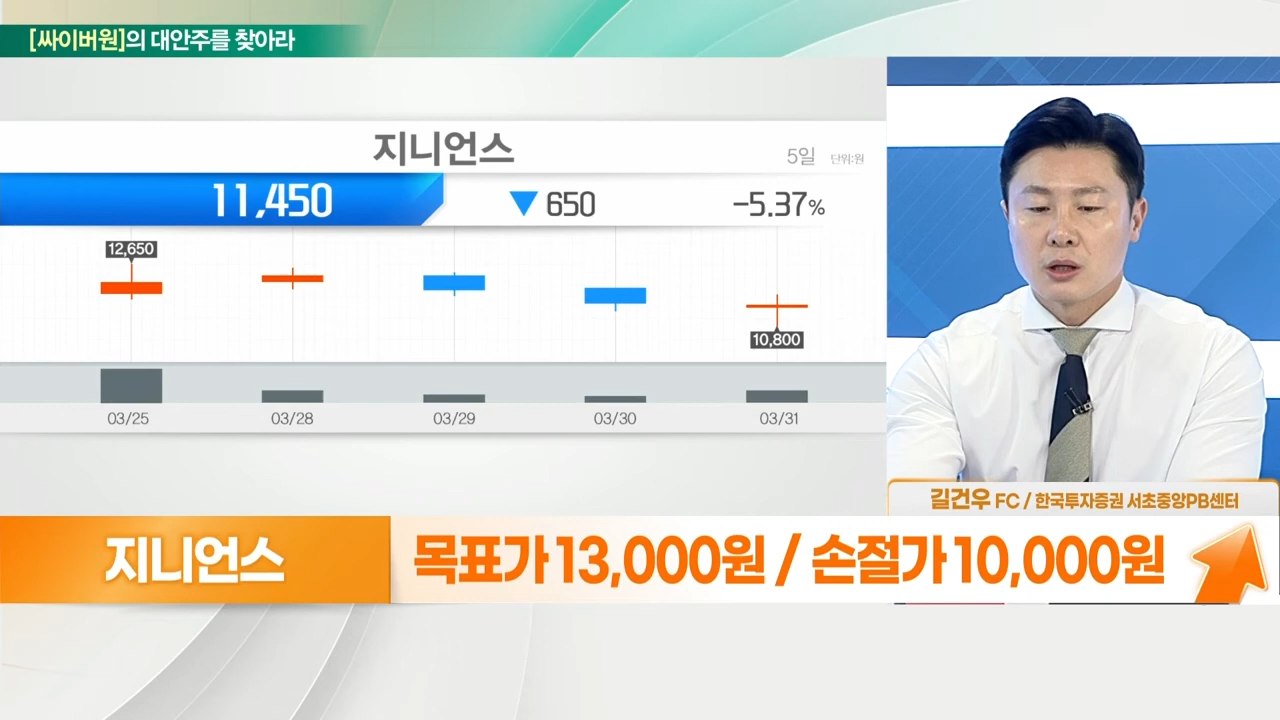 [싸이버원]의 대안주를 찾아라
지니언스
5일 단위:원
11,450 ▼ 650 -5.37%
12,650
10,800
03/25 03/28 03/29 03/30 03/31
길건우 FC / 한국투자증권 서초중앙PB센터
지니언스 목표가 13,000원 / 손절가 10,000원